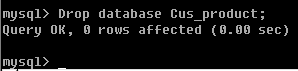 mysql> Drop database Cus_product;
Query OK, 0 rows affected (0.00 sec)
mysql> _